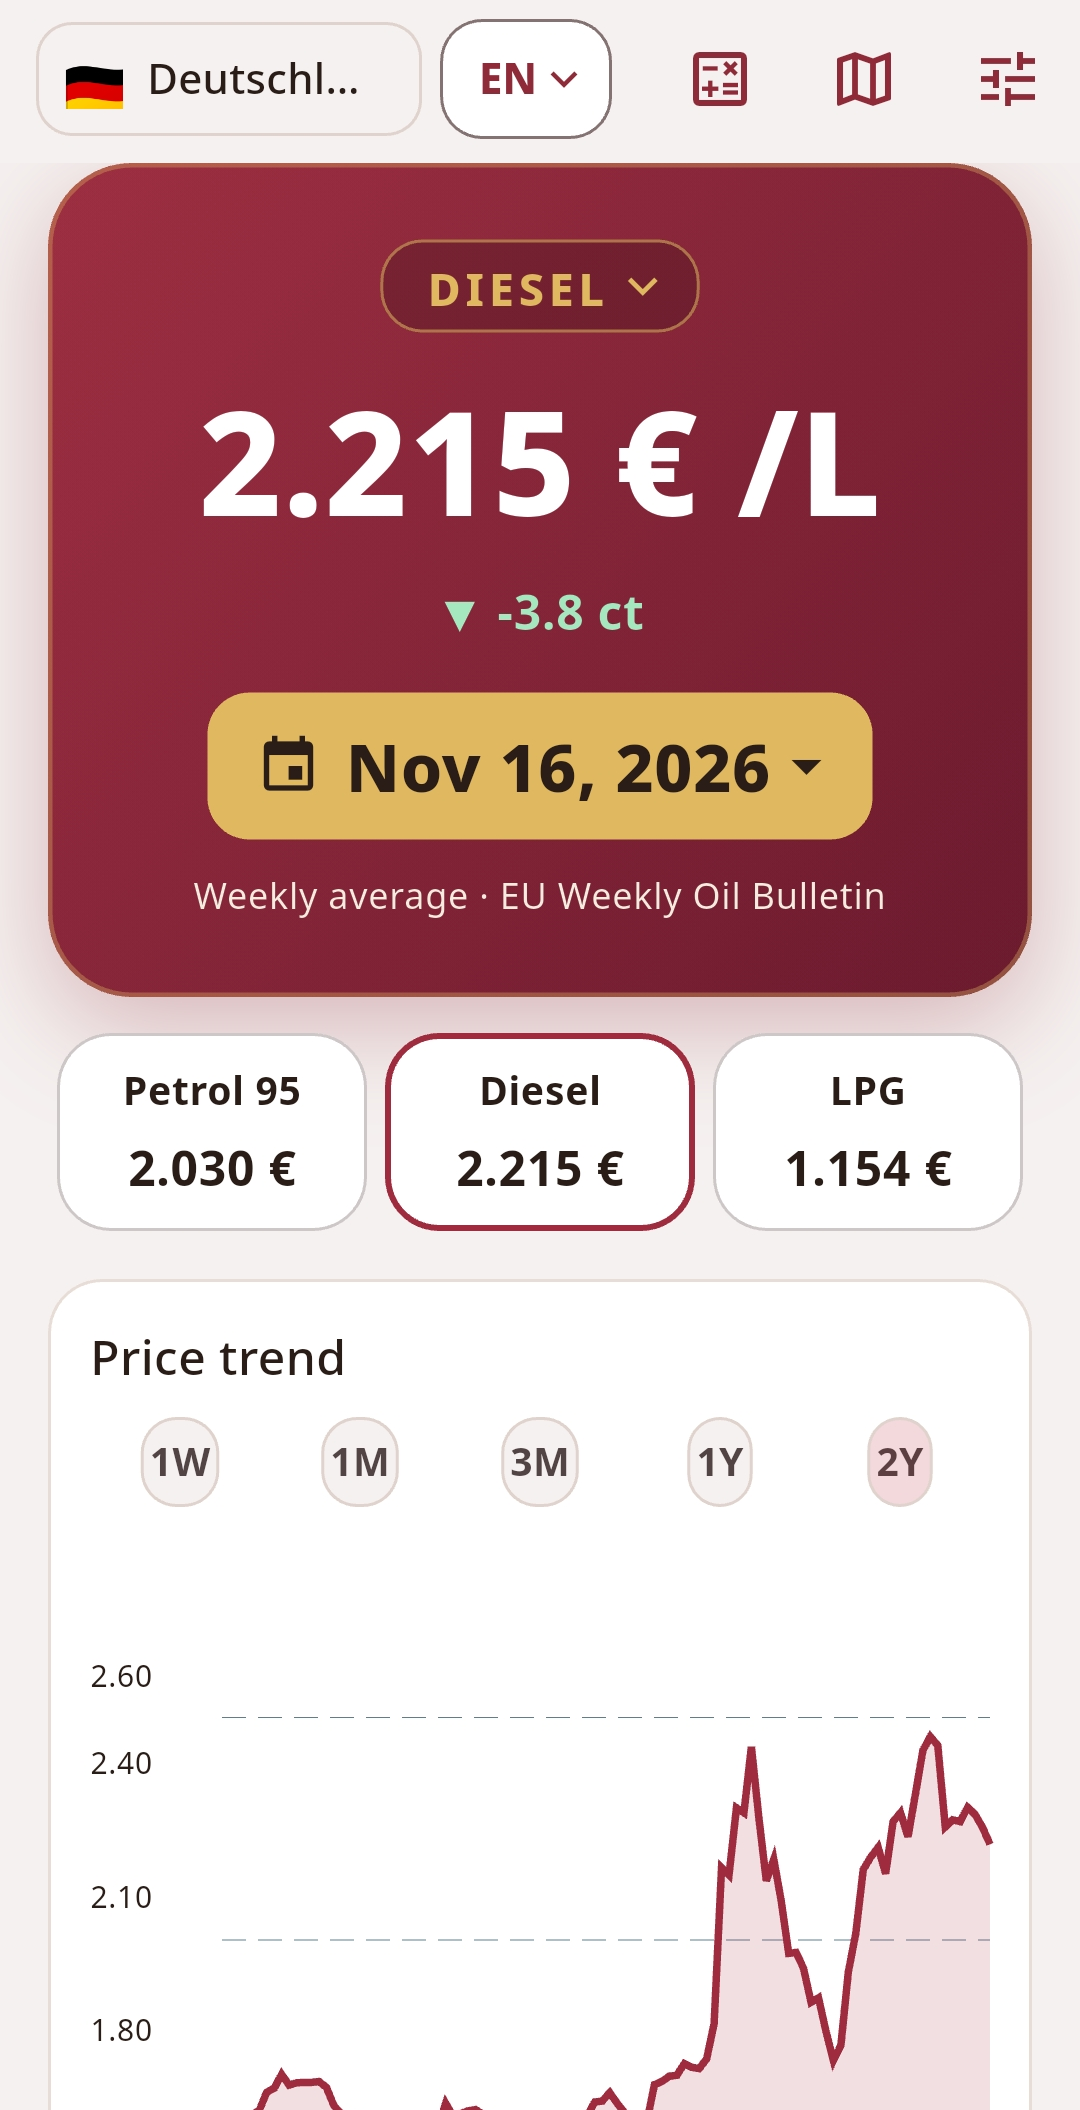 Deutschl...
EN
DIESEL
2.215 € /L
▼ -3.8 ct
Nov 16, 2026
Weekly average · EU Weekly Oil Bulletin
Petrol 95
2.030 €
Diesel
2.215 €
LPG
1.154 €
Price trend
1W 1M 3M 1Y 2Y
2.60
2.40
2.10
1.80